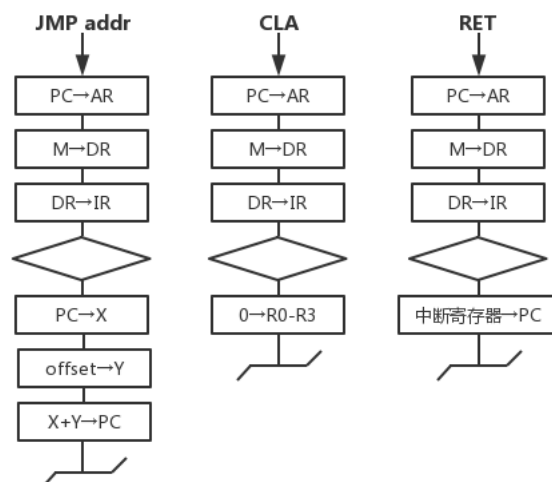 JMP addr
PC→AR
M→DR
DR→IR
PC→X
offset→Y
X+Y→PC
CLA
PC→AR
M→DR
DR→IR
0→R0-R3
RET
PC→AR
M→DR
DR→IR
中断寄存器→PC